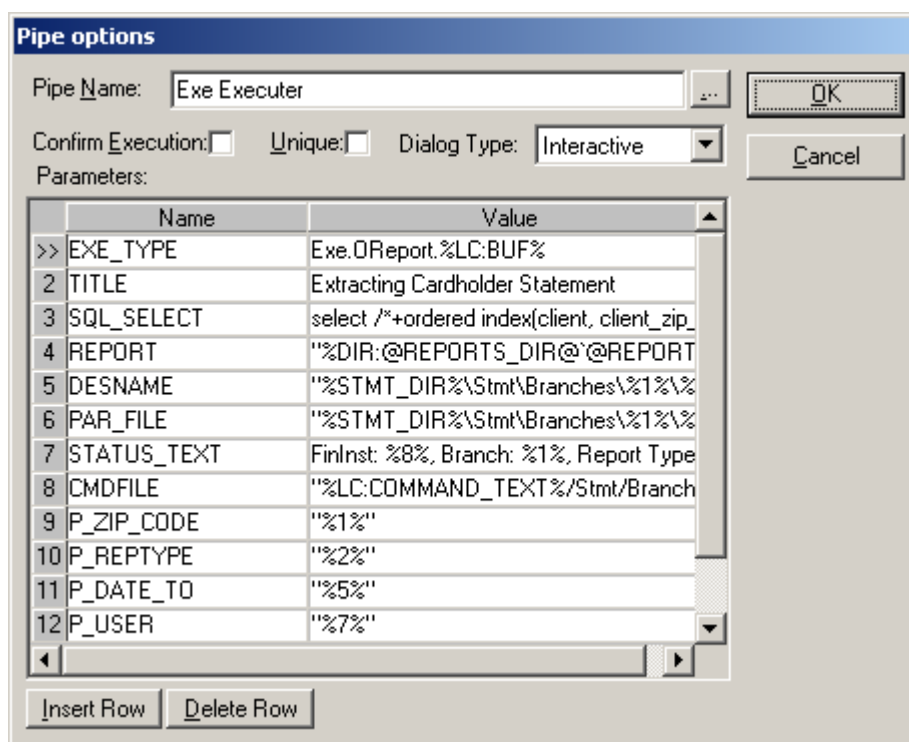 Pipe options
Pipe Name: Exe Executer ... OK
Confirm Execution: Unique: Dialog Type: Interactive Cancel
Parameters:
Name Value
>> EXE_TYPE Exe.OReport.%LC:BUF%
2 TITLE Extracting Cardholder Statement
3 SQL_SELECT select /*+ordered index(client, client_zip_
4 REPORT "%DIR:@REPORTS_DIR@`@REPORT
5 DESNAME "%STMT_DIR%\Stmt\Branches\%1%\%
6 PAR_FILE "%STMT_DIR%\Stmt\Branches\%1%\%
7 STATUS_TEXT FinInst: %8%, Branch: %1%, Report Type
8 CMDFILE "%LC:COMMAND_TEXT%/Stmt/Branch
9 P_ZIP_CODE "%1%"
10 P_REPTYPE "%2%"
11 P_DATE_TO "%5%"
12 P_USER "%7%"
Insert Row Delete Row